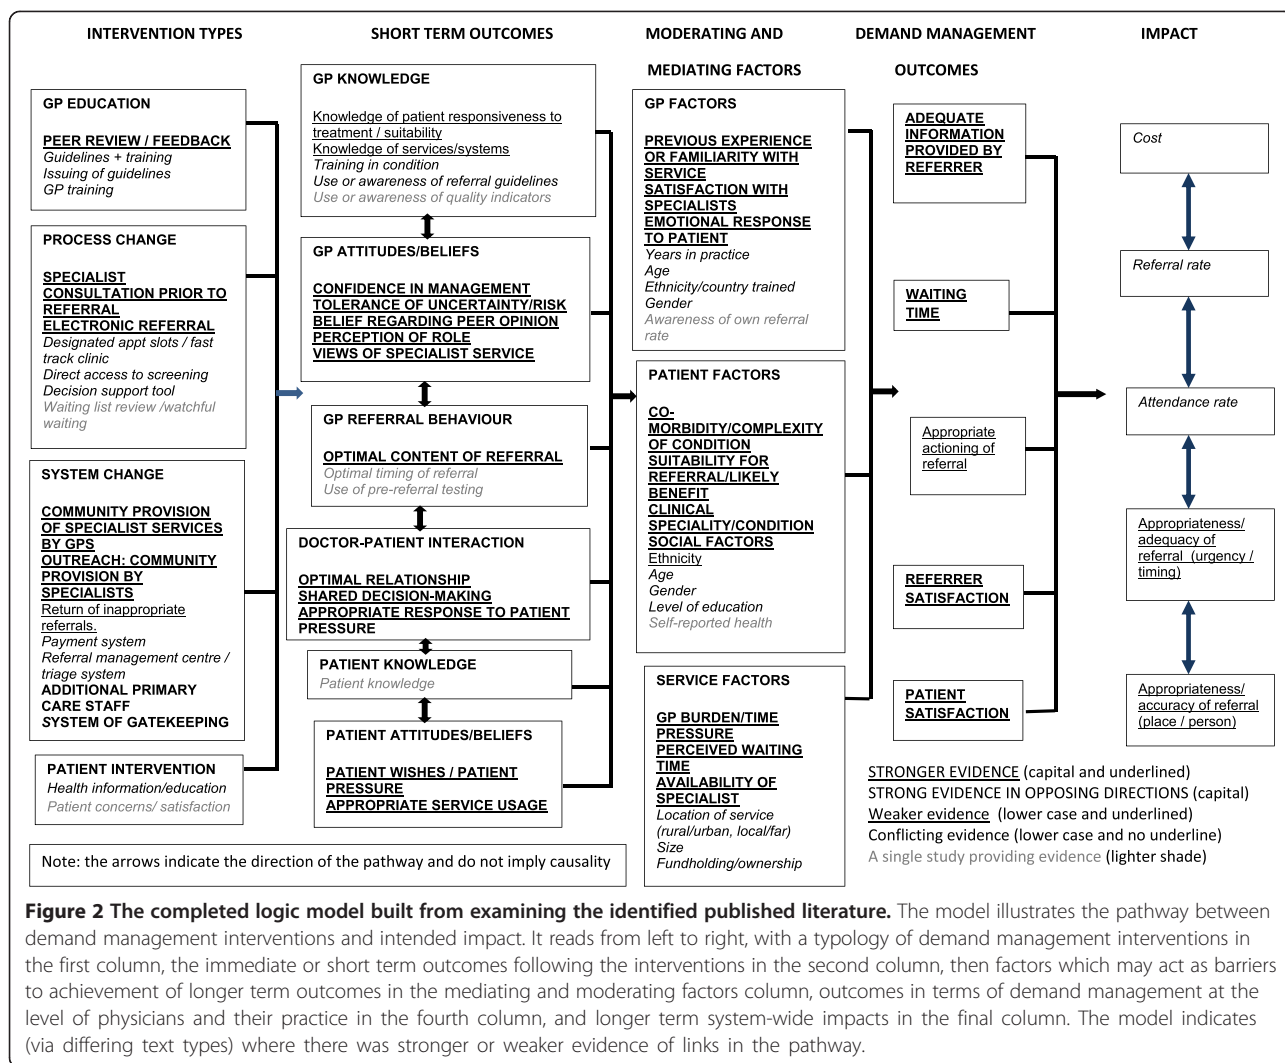 INTERVENTION TYPES
SHORT TERM OUTCOMES
MODERATING AND
MEDIATING FACTORS
DEMAND MANAGEMENT
OUTCOMES
IMPACT
GP EDUCATION
PEER REVIEW / FEEDBACK
Guidelines + training
Issuing of guidelines
GP training
PROCESS CHANGE
SPECIALIST
CONSULTATION PRIOR TO
REFERRAL
ELECTRONIC REFERRAL
Designated appt slots / fast
track clinic
Direct access to screening
Decision support tool
Waiting list review /watchful
waiting
SYSTEM CHANGE
COMMUNITY PROVISION
OF SPECIALIST SERVICES
BY GPS
OUTREACH: COMMUNITY
PROVISION BY
SPECIALISTS
Return of inappropriate
referrals.
Payment system
Referral management centre /
triage system
ADDITIONAL PRIMARY
CARE STAFF
SYSTEM OF GATEKEEPING
PATIENT INTERVENTION
Health information/education
Patient concerns/ satisfaction
GP KNOWLEDGE
Knowledge of patient responsiveness to
treatment / suitability
Knowledge of services/systems
Training in condition
Use or awareness of referral guidelines
Use or awareness of quality indicators
GP ATTITUDES/BELIEFS
CONFIDENCE IN MANAGEMENT
TOLERANCE OF UNCERTAINTY/RISK
BELIEF REGARDING PEER OPINION
PERCEPTION OF ROLE
VIEWS OF SPECIALIST SERVICE
GP REFERRAL BEHAVIOUR
OPTIMAL CONTENT OF REFERRAL
Optimal timing of referral
Use of pre-referral testing
DOCTOR-PATIENT INTERACTION
OPTIMAL RELATIONSHIP
SHARED DECISION-MAKING
APPROPRIATE RESPONSE TO PATIENT
PRESSURE
PATIENT KNOWLEDGE
Patient knowledge
PATIENT ATTITUDES/BELIEFS
PATIENT WISHES / PATIENT
PRESSURE
APPROPRIATE SERVICE USAGE
GP FACTORS
PREVIOUS EXPERIENCE
OR FAMILIARITY WITH
SERVICE
SATISFACTION WITH
SPECIALISTS
EMOTIONAL RESPONSE
TO PATIENT
Years in practice
Age
Ethnicity/country trained
Gender
Awareness of own referral
rate
PATIENT FACTORS
CO-
MORBIDITY/COMPLEXITY
OF CONDITION
SUITABILITY FOR
REFERRAL/LIKELY
BENEFIT
CLINICAL
SPECIALITY/CONDITION
SOCIAL FACTORS
Ethnicity
Age
Gender
Level of education
Self-reported health
SERVICE FACTORS
GP BURDEN/TIME
PRESSURE
PERCEIVED WAITING
TIME
AVAILABILITY OF
SPECIALIST
Location of service
(rural/urban, local/far)
Size
Fundholding/ownership
ADEQUATE
INFORMATION
PROVIDED BY
REFERRER
WAITING
TIME
Appropriate
actioning of
referral
REFERRER
SATISFACTION
PATIENT
SATISFACTION
Cost
Referral rate
Attendance rate
Appropriateness/
adequacy of
referral (urgency /
timing)
Appropriateness/
accuracy of referral
(place / person)
STRONGER EVIDENCE (capital and underlined)
STRONG EVIDENCE IN OPPOSING DIRECTIONS (capital)
Weaker evidence (lower case and underlined)
Conflicting evidence (lower case and no underline)
A single study providing evidence (lighter shade)
Note: the arrows indicate the direction of the pathway and do not imply causality
Figure 2 The completed logic model built from examining the identified published literature. The model illustrates the pathway between
demand management interventions and intended impact. It reads from left to right, with a typology of demand management interventions in
the first column, the immediate or short term outcomes following the interventions in the second column, then factors which may act as barriers
to achievement of longer term outcomes in the mediating and moderating factors column, outcomes in terms of demand management at the
level of physicians and their practice in the fourth column, and longer term system-wide impacts in the final column. The model indicates
(via differing text types) where there was stronger or weaker evidence of links in the pathway.